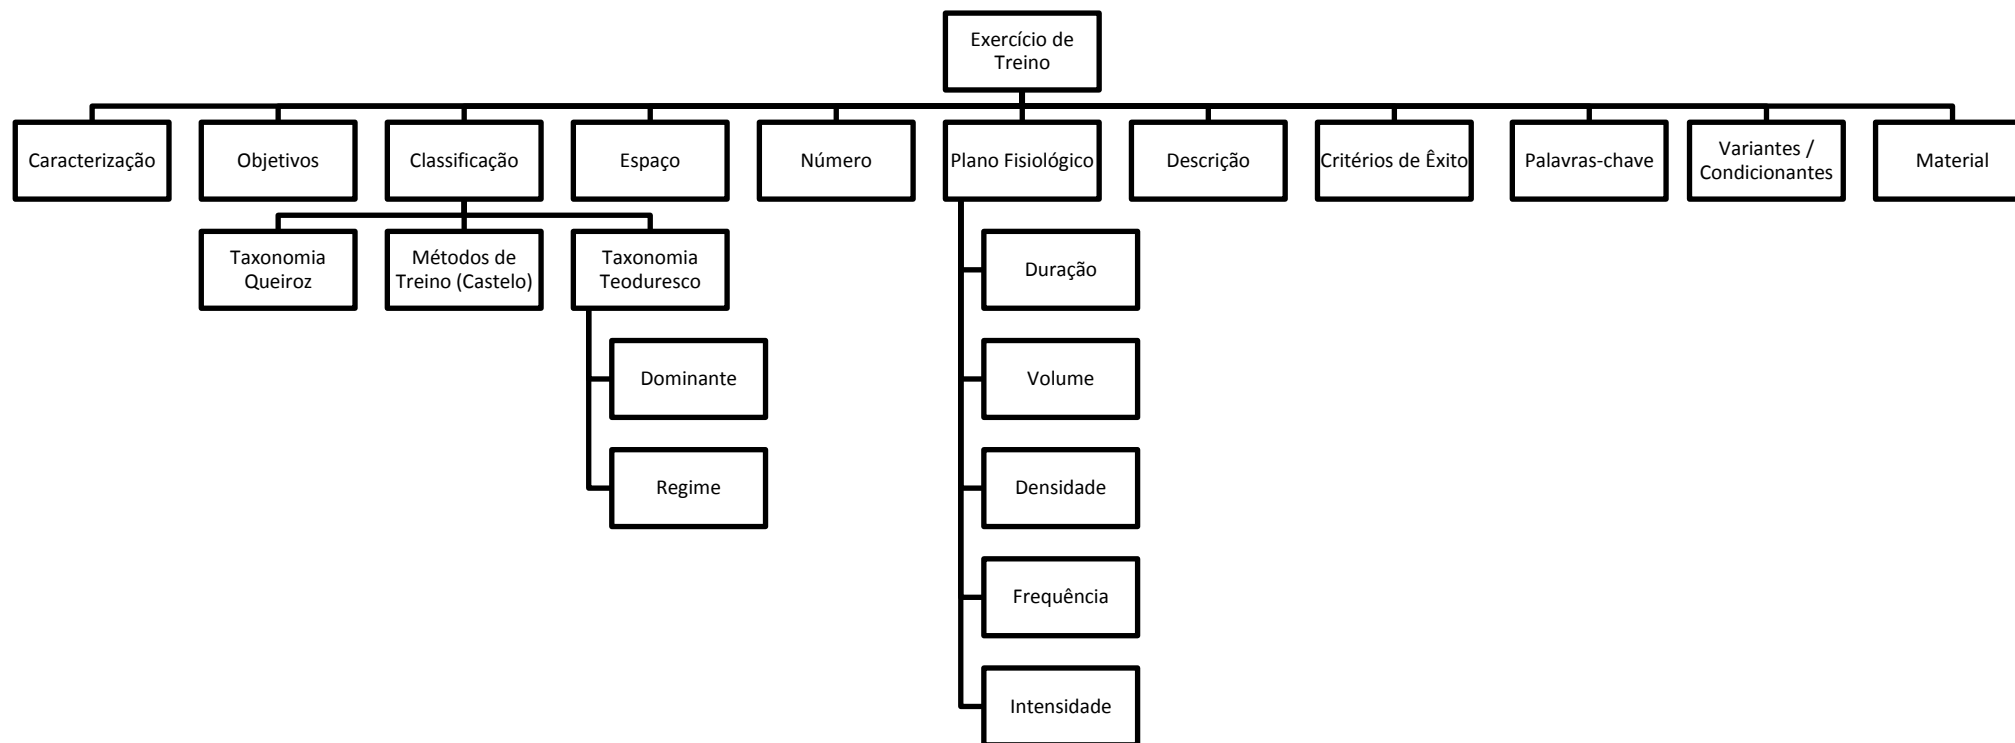 Exercício de
Treino
Caracterização
Objetivos
Classificação
Espaço
Número
Plano Fisiológico
Descrição
Critérios de Êxito
Palavras-chave
Variantes /
Condicionantes
Material
Taxonomia
Queiroz
Métodos de
Treino (Castelo)
Taxonomia
Teoduresco
Dominante
Regime
Duração
Volume
Densidade
Frequência
Intensidade